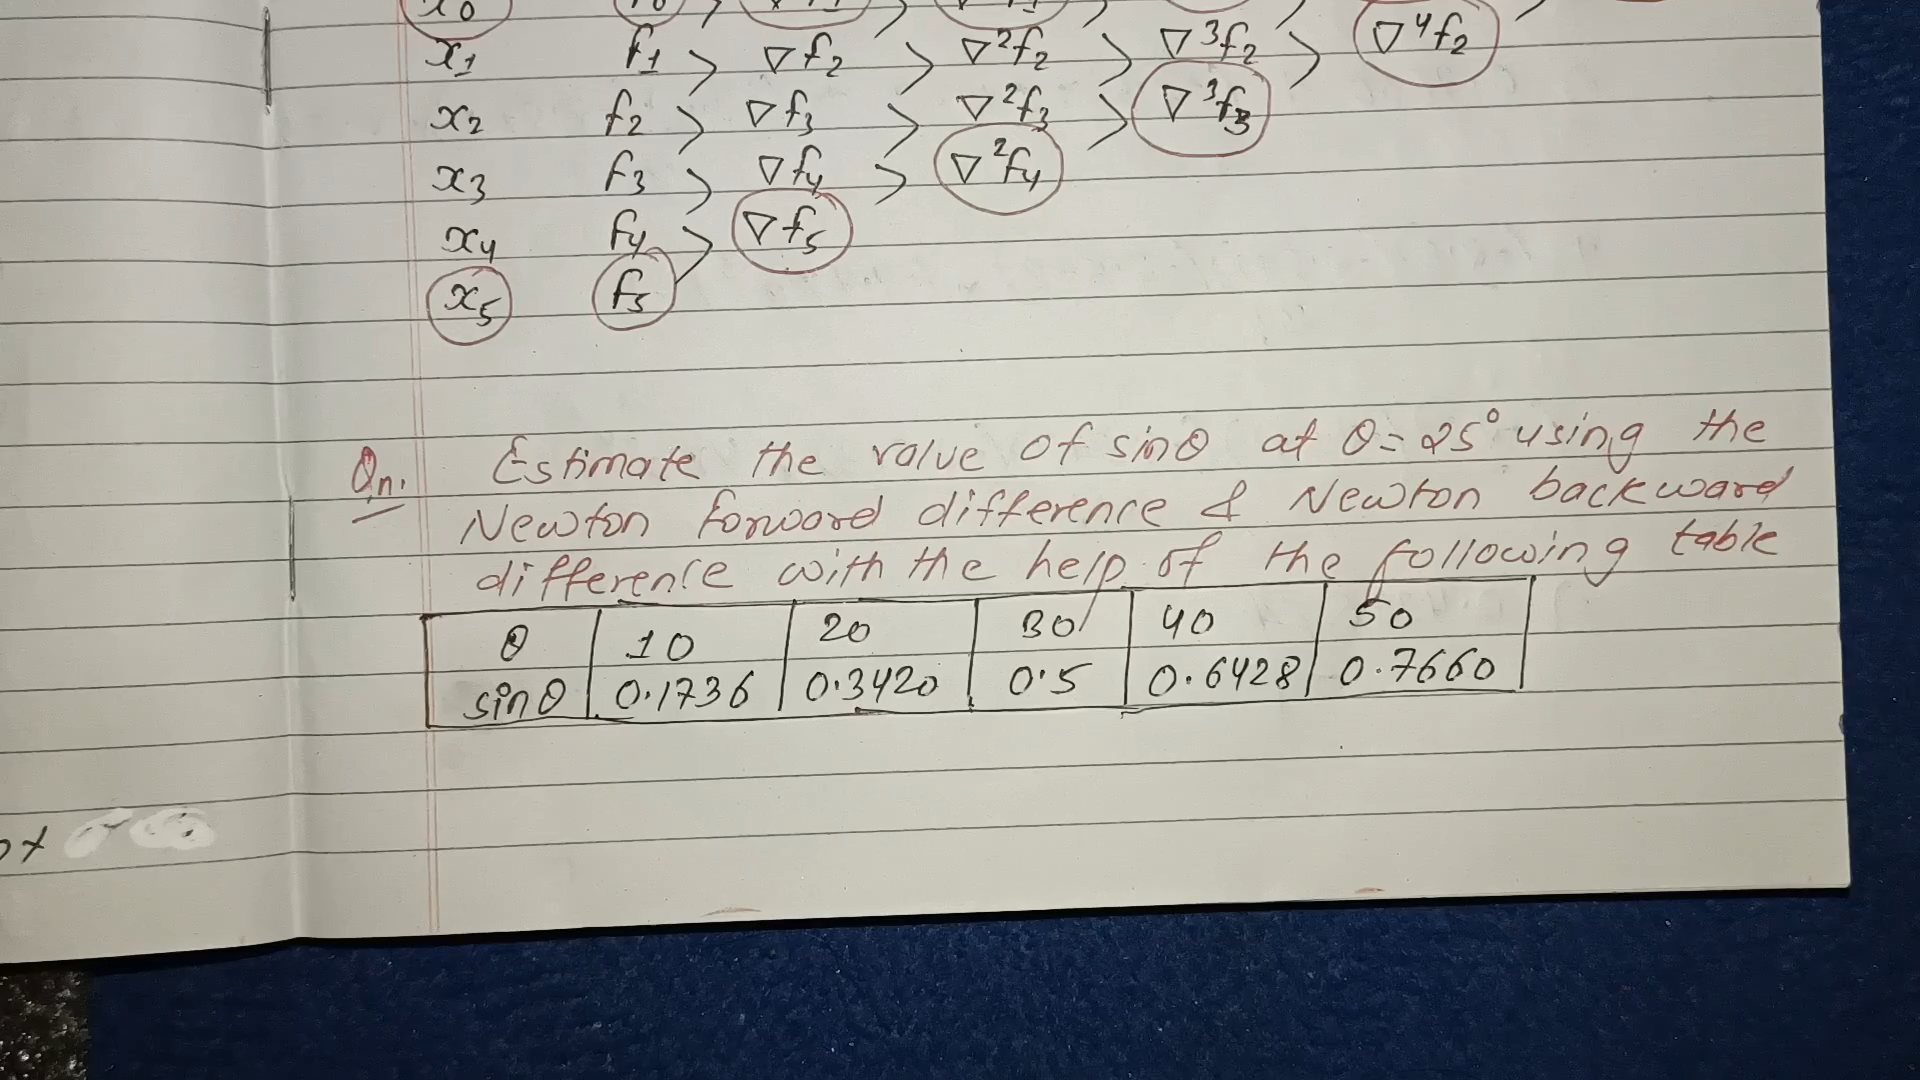 x₁ f₁ > ∇f₂ > ∇²f₂ > ∇³f₂ > ∇⁴f₂
x₂ f₂ > ∇f₃ > ∇²f₃ > ∇³f₃
x₃ f₃ > ∇f₄ > ∇²f₄
x₄ f₄ > ∇f₅
x₅ f₅
Qn. Estimate the value of sinθ at θ=25° using the
Newton Forward difference & Newton backward
difference with the help of the following table
θ 10 20 30 40 50
sinθ 0.1736 0.3420 0.5 0.6428 0.7660